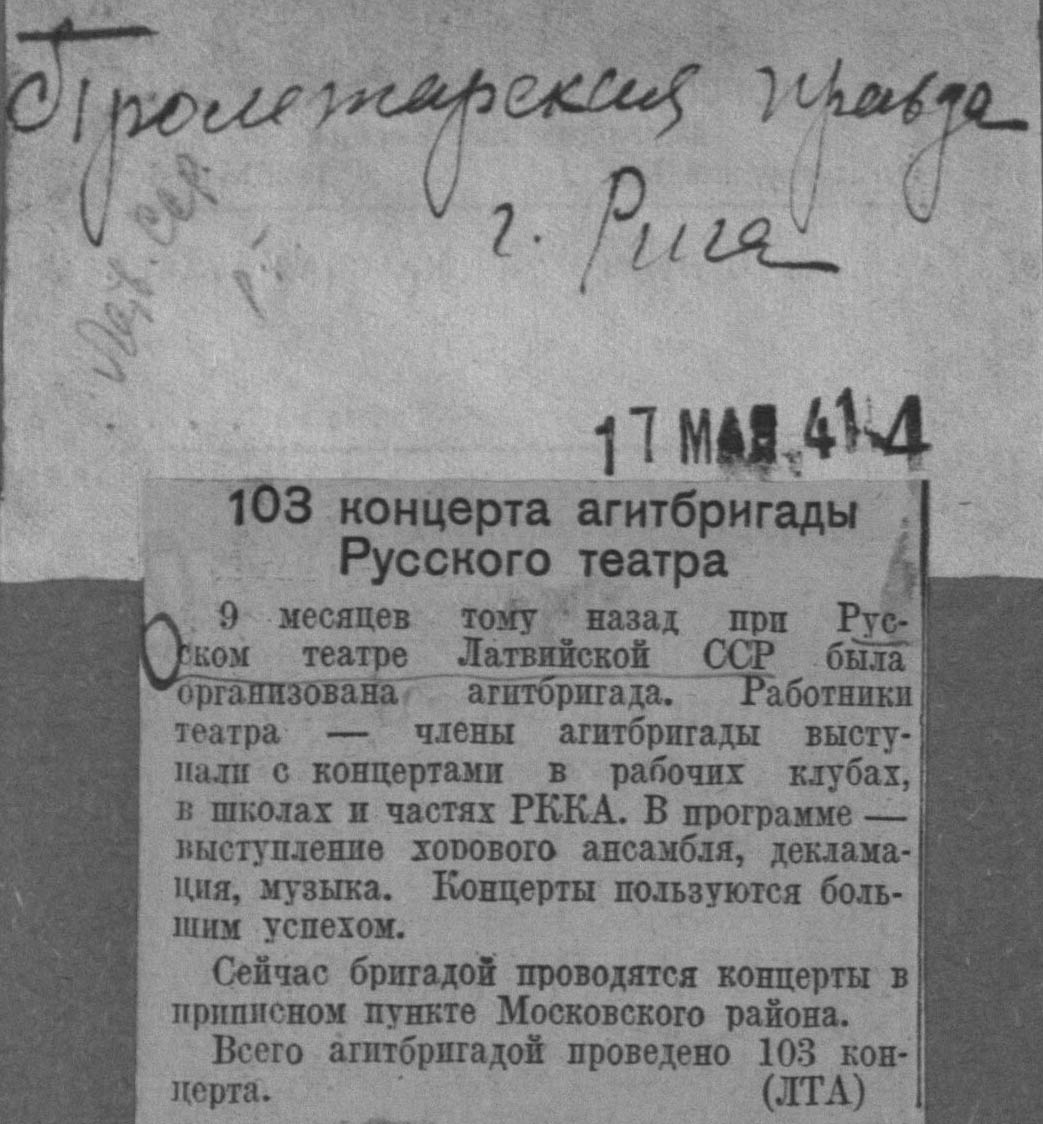 Пролетарская правда
г. Рига
Латв. ССР.
17 МАЯ. 41-4
103 концерта агитбригады
Русского театра
9 месяцев тому назад при Рус-
ском театре Латвийской ССР была
организована агитбригада. Работники
театра — члены агитбригады высту-
пали с концертами в рабочих клубах,
в школах и частях РККА. В программе —
выступление хорового ансамбля, деклама-
ция, музыка. Концерты пользуются боль-
шим успехом.
Сейчас бригадой проводятся концерты в
приписном пункте Московского района.
Всего агитбригадой проведено 103 кон-
церта. (ЛТА)